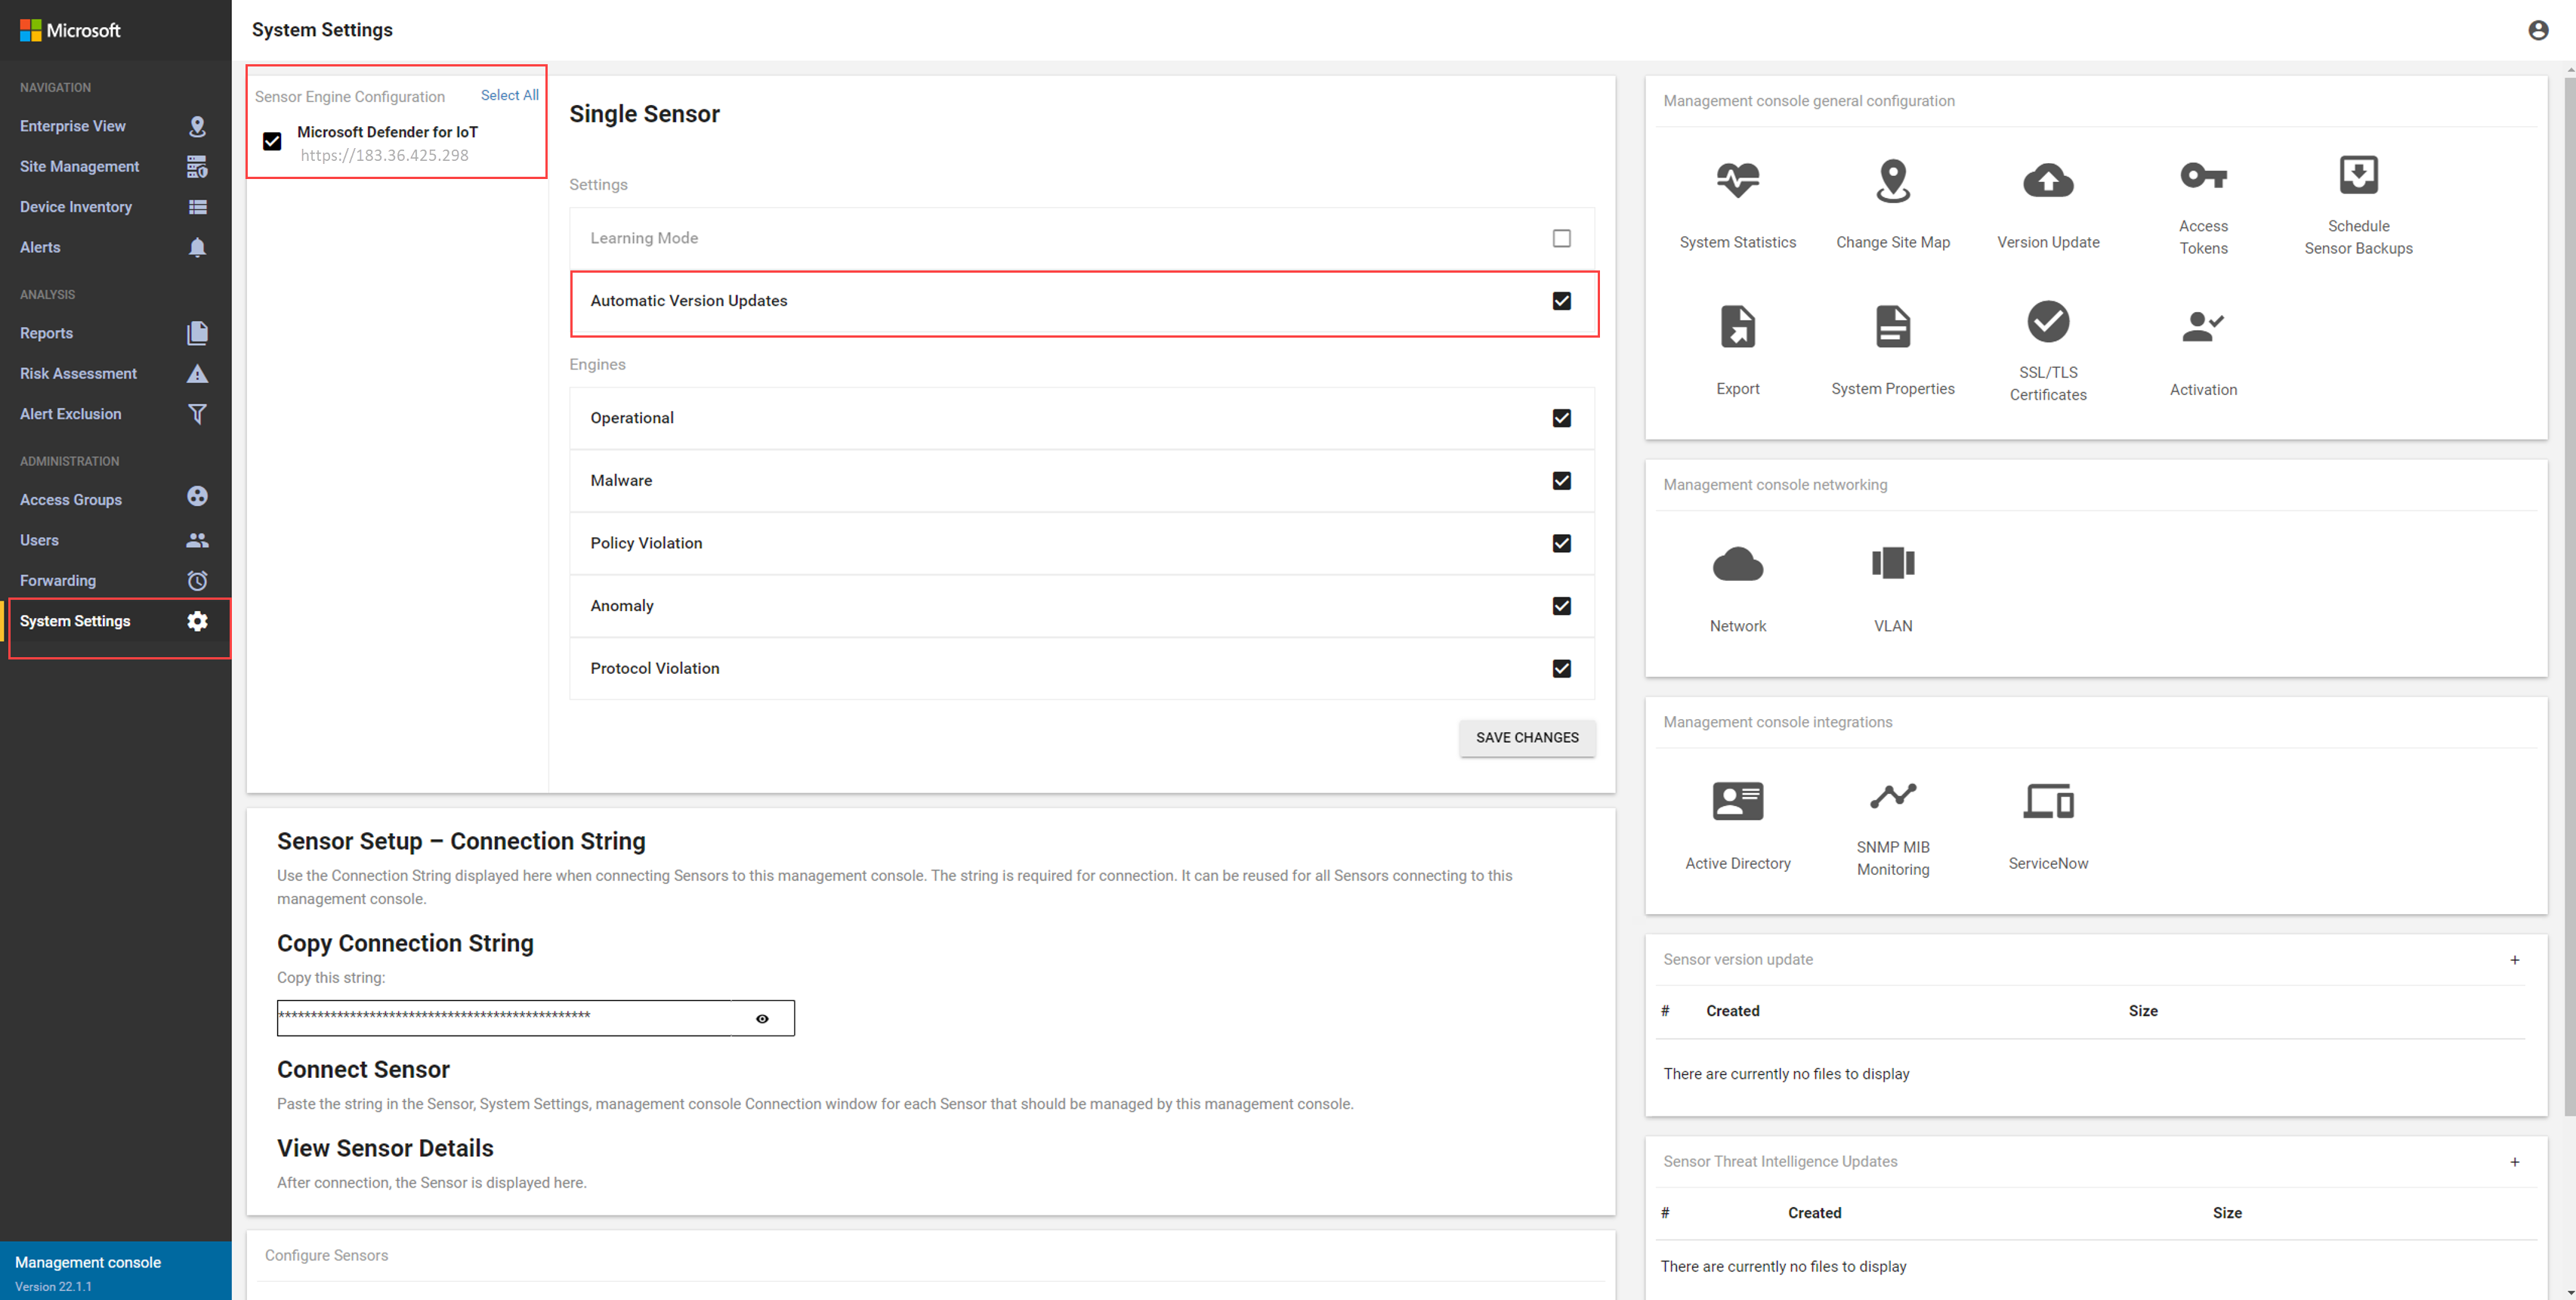 Microsoft
NAVIGATION
Enterprise View
Site Management
Device Inventory
Alerts
ANALYSIS
Reports
Risk Assessment
Alert Exclusion
ADMINISTRATION
Access Groups
Users
Forwarding
System Settings
Management console
Version 22.1.1
System Settings
Sensor Engine Configuration
Select All
Microsoft Defender for IoT
https://183.36.425.298
Single Sensor
Settings
Learning Mode
Automatic Version Updates
Engines
Operational
Malware
Policy Violation
Anomaly
Protocol Violation
SAVE CHANGES
Sensor Setup – Connection String
Use the Connection String displayed here when connecting Sensors to this management console. The string is required for connection. It can be reused for all Sensors connecting to this
management console.
Copy Connection String
Copy this string:
************************************************
Connect Sensor
Paste the string in the Sensor, System Settings, management console Connection window for each Sensor that should be managed by this management console.
View Sensor Details
After connection, the Sensor is displayed here.
Configure Sensors
Management console general configuration
System Statistics
Change Site Map
Version Update
Access
Tokens
Schedule
Sensor Backups
Export
System Properties
SSL/TLS
Certificates
Activation
Management console networking
Network
VLAN
Management console integrations
Active Directory
SNMP MIB
Monitoring
ServiceNow
Sensor version update +
# Created Size
There are currently no files to display
Sensor Threat Intelligence Updates +
# Created Size
There are currently no files to display